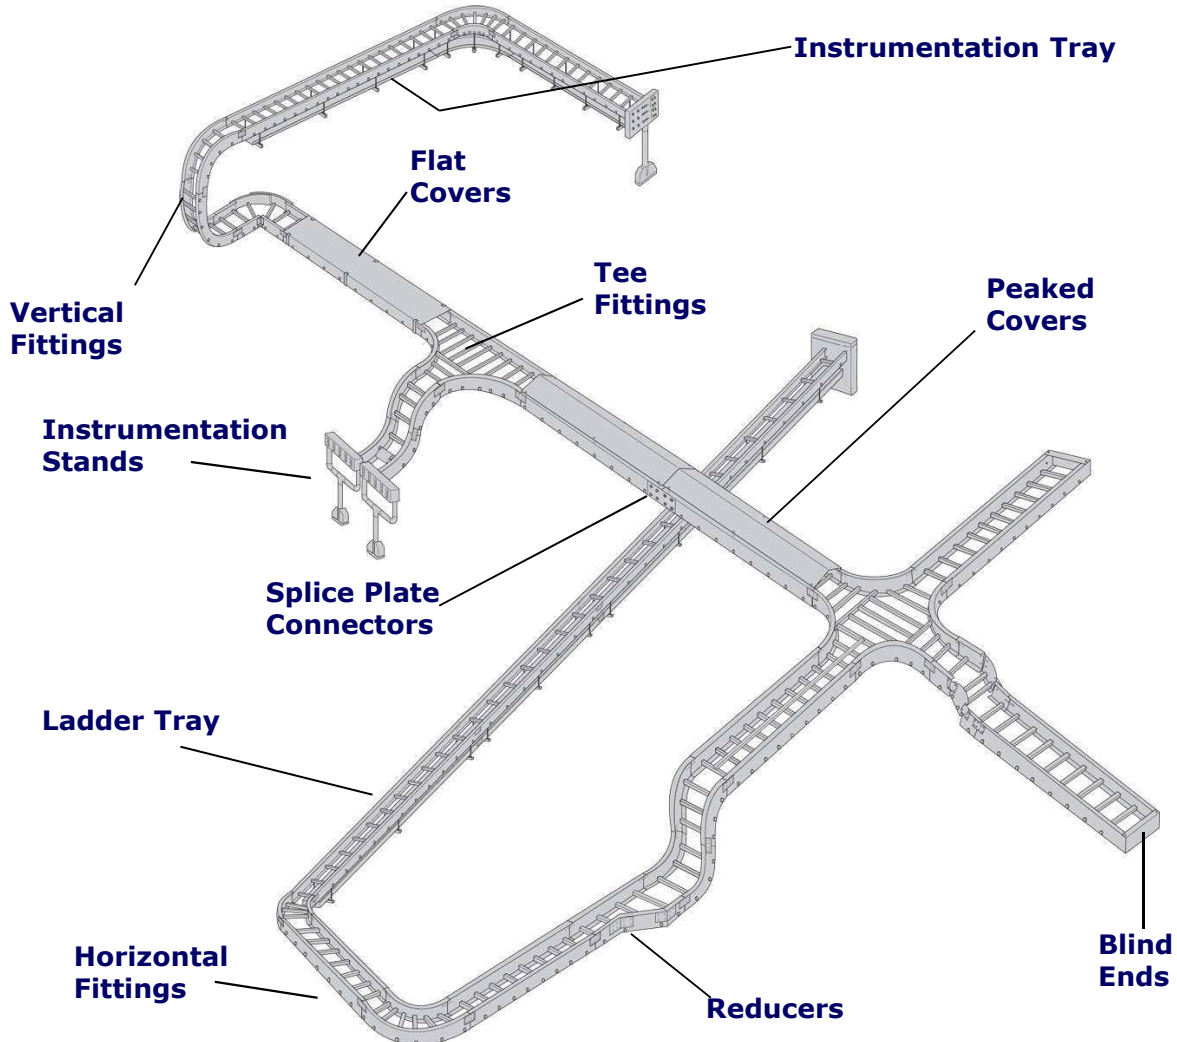 Instrumentation Tray
Flat
Covers
Tee
Fittings
Peaked
Covers
Vertical
Fittings
Instrumentation
Stands
Splice Plate
Connectors
Ladder Tray
Horizontal
Fittings
Reducers
Blind
Ends